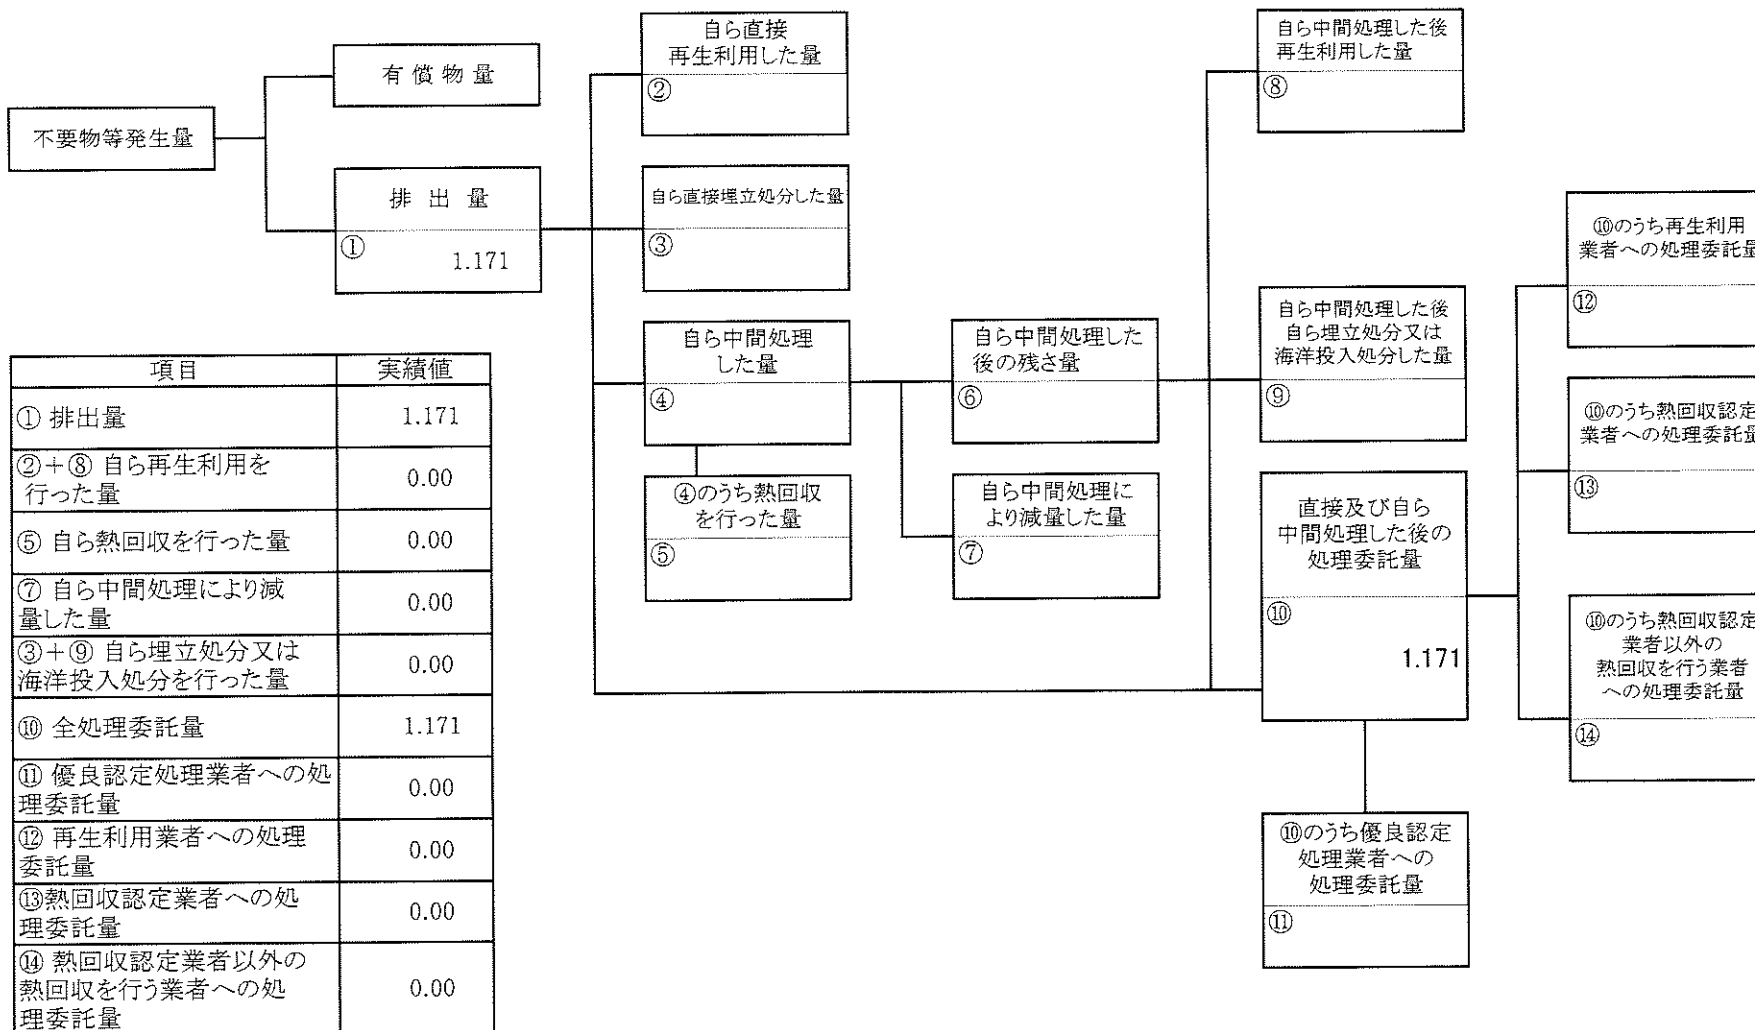 不要物等発生量
有償物量
排出量
①
1.171
自ら直接
再生利用した量
②
自ら直接埋立処分した量
③
自ら中間処理
した量
④
④のうち熱回収
を行った量
⑤
自ら中間処理した
後の残さ量
⑥
自ら中間処理に
より減量した量
⑦
自ら中間処理した後
再生利用した量
⑧
自ら中間処理した後
自ら埋立処分又は
海洋投入処分した量
⑨
直接及び自ら
中間処理した後の
処理委託量
⑩
1.171
⑩のうち優良認定
処理業者への
処理委託量
⑪
⑩のうち再生利用
業者への処理委託量
⑫
⑩のうち熱回収認定
業者への処理委託量
⑬
⑩のうち熱回収認定
業者以外の
熱回収を行う業者
への処理委託量
⑭
項目 実績値
① 排出量 1.171
②+⑧ 自ら再生利用を
行った量 0.00
⑤ 自ら熱回収を行った量 0.00
⑦ 自ら中間処理により減
量した量 0.00
③+⑨ 自ら埋立処分又は
海洋投入処分を行った量 0.00
⑩ 全処理委託量 1.171
⑪ 優良認定処理業者への処
理委託量 0.00
⑫ 再生利用業者への処理
委託量 0.00
⑬熱回収認定業者への処
理委託量 0.00
⑭ 熱回収認定業者以外の
熱回収を行う業者への処
理委託量 0.00